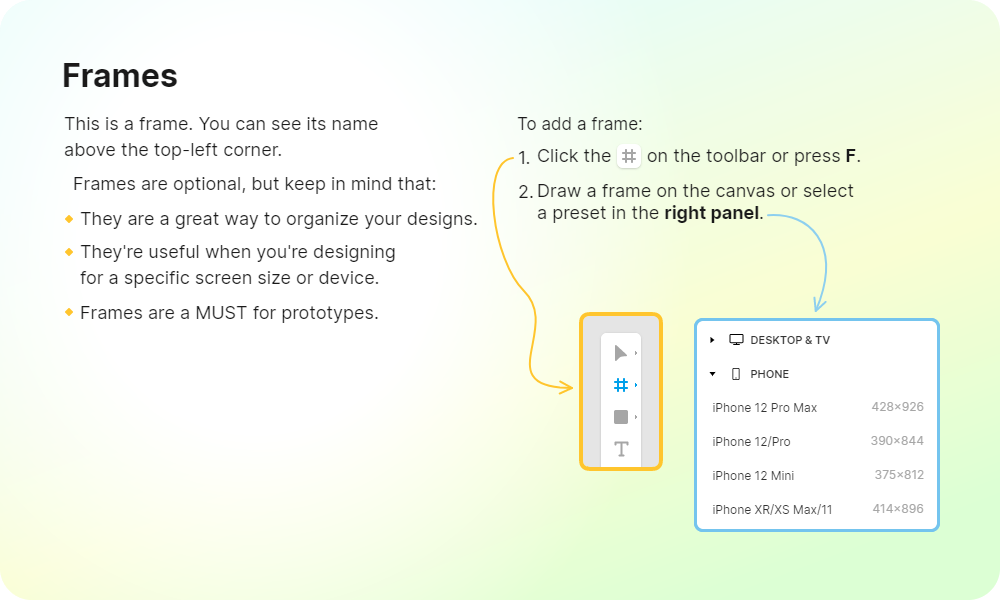 Frames
This is a frame. You can see its name
above the top-left corner.
Frames are optional, but keep in mind that:
They are a great way to organize your designs.
They're useful when you're designing
for a specific screen size or device.
Frames are a MUST for prototypes.
To add a frame:
1. Click the # on the toolbar or press F.
2. Draw a frame on the canvas or select
a preset in the right panel.
T
DESKTOP & TV
PHONE
iPhone 12 Pro Max 428×926
iPhone 12/Pro 390×844
iPhone 12 Mini 375×812
iPhone XR/XS Max/11 414×896